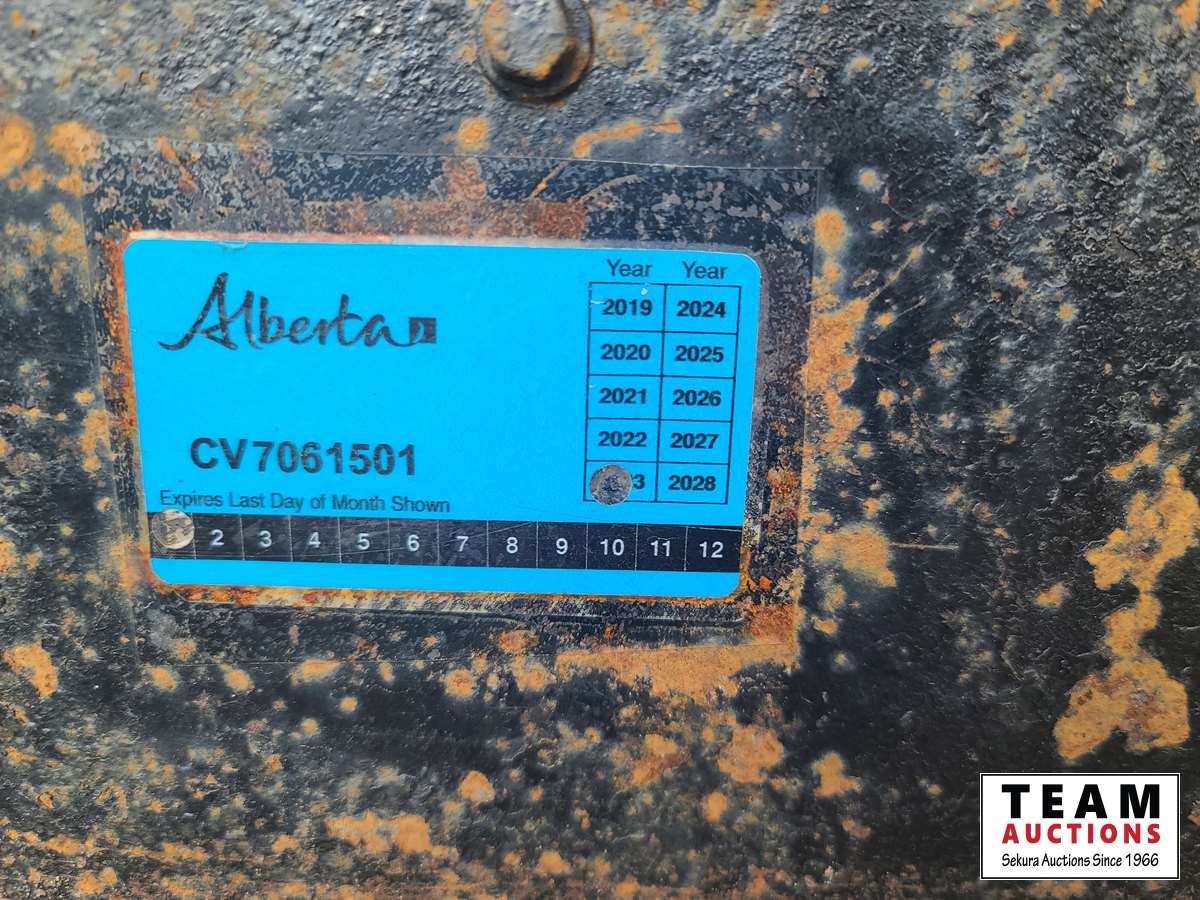 Alberta
Year Year
2019 2024
2020 2025
2021 2026
2022 2027
3 2028
CV7061501
Expires Last Day of Month Shown
2 3 4 5 6 7 8 9 10 11 12
TEAM
AUCTIONS
Sekura Auctions Since 1966